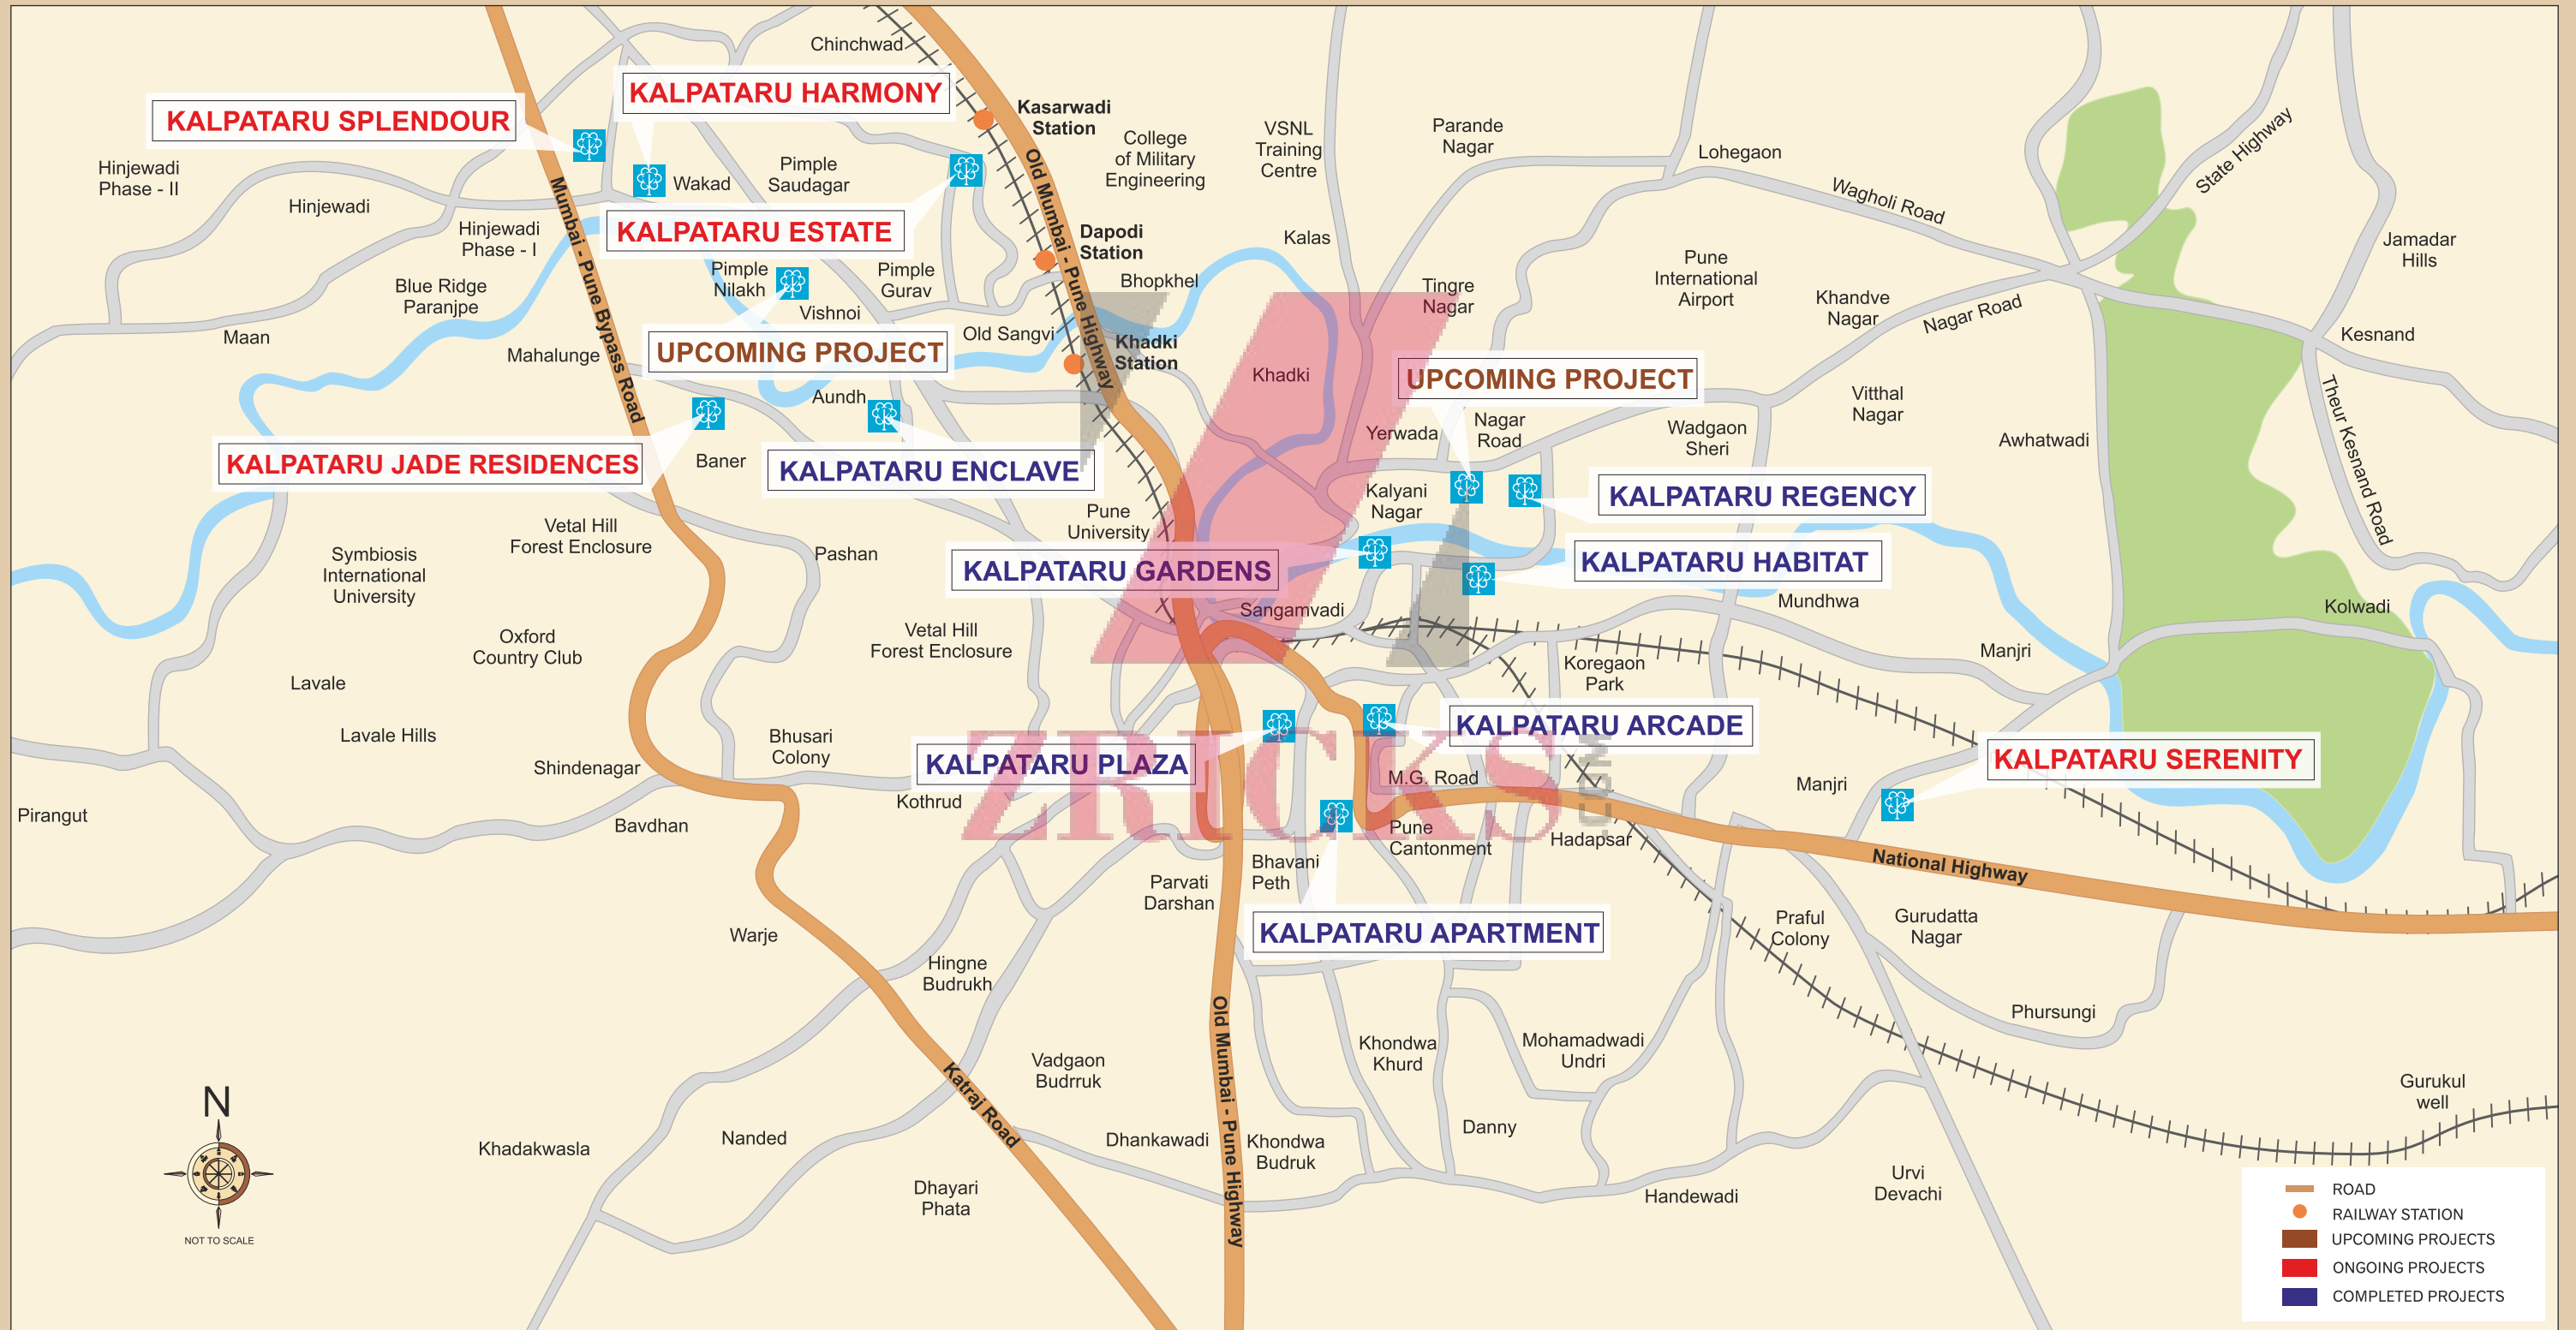 Chinchwad
KALPATARU HARMONY
KALPATARU SPLENDOUR
Kasarwadi
Station
College
of Military
Engineering
VSNL
Training
Centre
Parande
Nagar
Lohegaon
State Highway
Hinjewadi
Phase - II
Wakad
Pimple
Saudagar
Wagholi Road
Hinjewadi
Hinjewadi
Phase - I
KALPATARU ESTATE
Dapodi
Station
Kalas
Jamadar
Hills
Mumbai - Pune Bypass Road
Old Mumbai - Pune Highway
Blue Ridge
Paranjpe
Pimple
Nilakh
Vishnoi
Pimple
Gurav
Bhopkhel
Tingre
Nagar
Pune
International
Airport
Khandve
Nagar
Nagar Road
Maan
Mahalunge
UPCOMING PROJECT
Old Sangvi
Khadki
Station
Khadki
UPCOMING PROJECT
Kesnand
Theur Kesnand Road
Aundh
Yerwada
Nagar
Road
Wadgaon
Sheri
Vitthal
Nagar
Awhatwadi
KALPATARU JADE RESIDENCES
Baner
KALPATARU ENCLAVE
Kalyani
Nagar
KALPATARU REGENCY
Vetal Hill
Forest Enclosure
Pune
University
Symbiosis
International
University
Pashan
KALPATARU GARDENS
KALPATARU HABITAT
Sangamvadi
Mundhwa
Kolwadi
Oxford
Country Club
Vetal Hill
Forest Enclosure
Koregaon
Park
Manjri
Lavale
Lavale Hills
Bhusari
Colony
KALPATARU ARCADE
KALPATARU PLAZA
KALPATARU SERENITY
Shindenagar
M.G. Road
ZRICKS
.COM
Manjri
Pirangut
Kothrud
Bavdhan
Pune
Cantonment
Hadapsar
National Highway
Bhavani
Peth
Parvati
Darshan
Warje
KALPATARU APARTMENT
Praful
Colony
Gurudatta
Nagar
Hingne
Budrukh
Phursungi
Old Mumbai - Pune Highway
Katraj Road
Vadgaon
Budrruk
Khondwa
Khurd
Mohamadwadi
Undri
Gurukul
well
N
Khadakwasla
Nanded
Dhankawadi
Khondwa
Budruk
Danny
Dhayari
Phata
Handewadi
Urvi
Devachi
NOT TO SCALE
ROAD
RAILWAY STATION
UPCOMING PROJECTS
ONGOING PROJECTS
COMPLETED PROJECTS